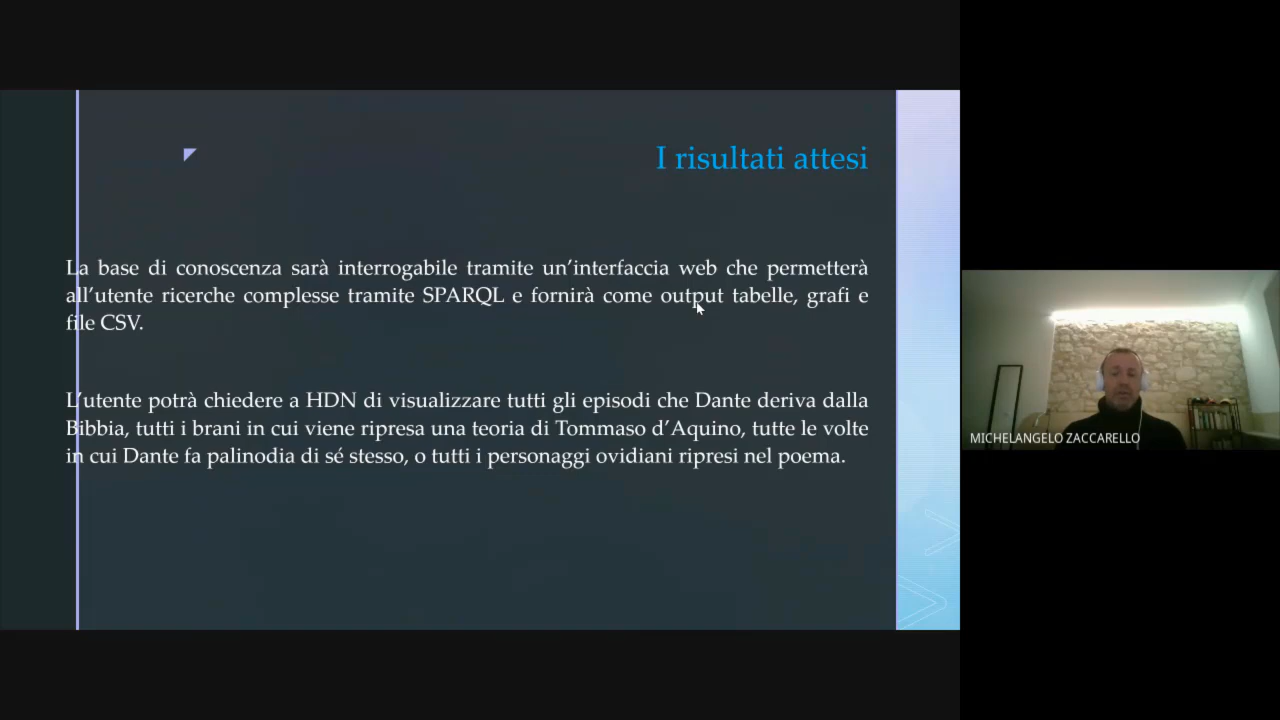 I risultati attesi
La base di conoscenza sarà interrogabile tramite un'interfaccia web che permetterà
all'utente ricerche complesse tramite SPARQL e fornirà come output tabelle, grafi e
file CSV.
L'utente potrà chiedere a HDN di visualizzare tutti gli episodi che Dante deriva dalla
Bibbia, tutti i brani in cui viene ripresa una teoria di Tommaso d'Aquino, tutte le volte
in cui Dante fa palinodia di sé stesso, o tutti i personaggi ovidiani ripresi nel poema.
MICHELANGELO ZACCARELLO